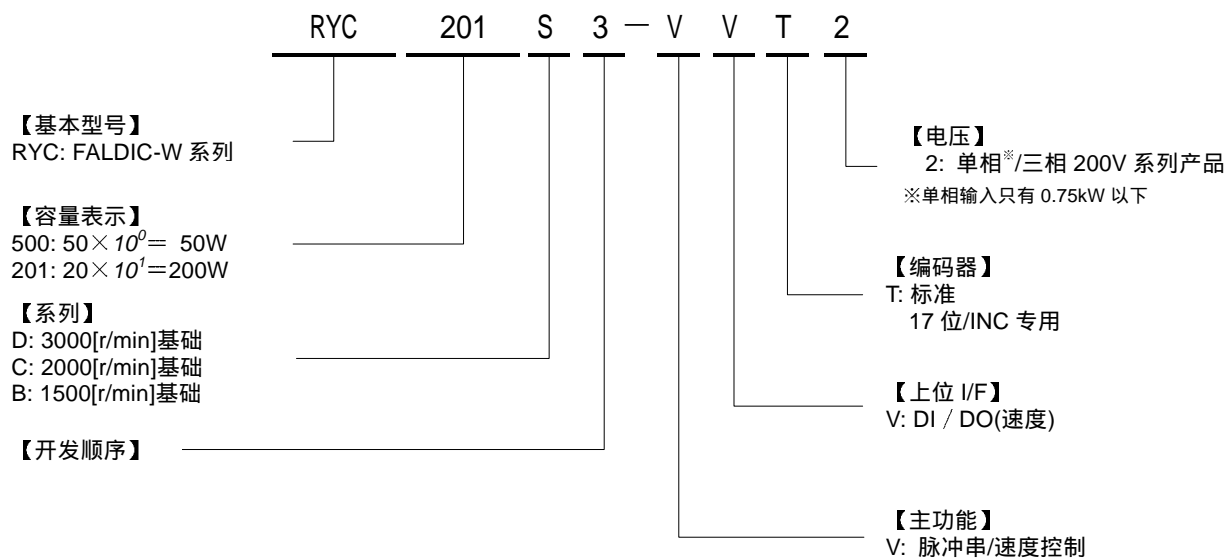 RYC 201 S 3 － V V T 2
【基本型号】
RYC: FALDIC-W 系列
【容量表示】
500: 50×10⁰＝ 50W
201: 20×10¹＝200W
【系列】
D: 3000[r/min]基础
C: 2000[r/min]基础
B: 1500[r/min]基础
【开发顺序】
【电压】
2: 单相※/三相 200V 系列产品
※单相输入只有 0.75kW 以下
【编码器】
T: 标准
17 位/INC 专用
【上位 I/F】
V: DI / DO(速度)
【主功能】
V: 脉冲串/速度控制